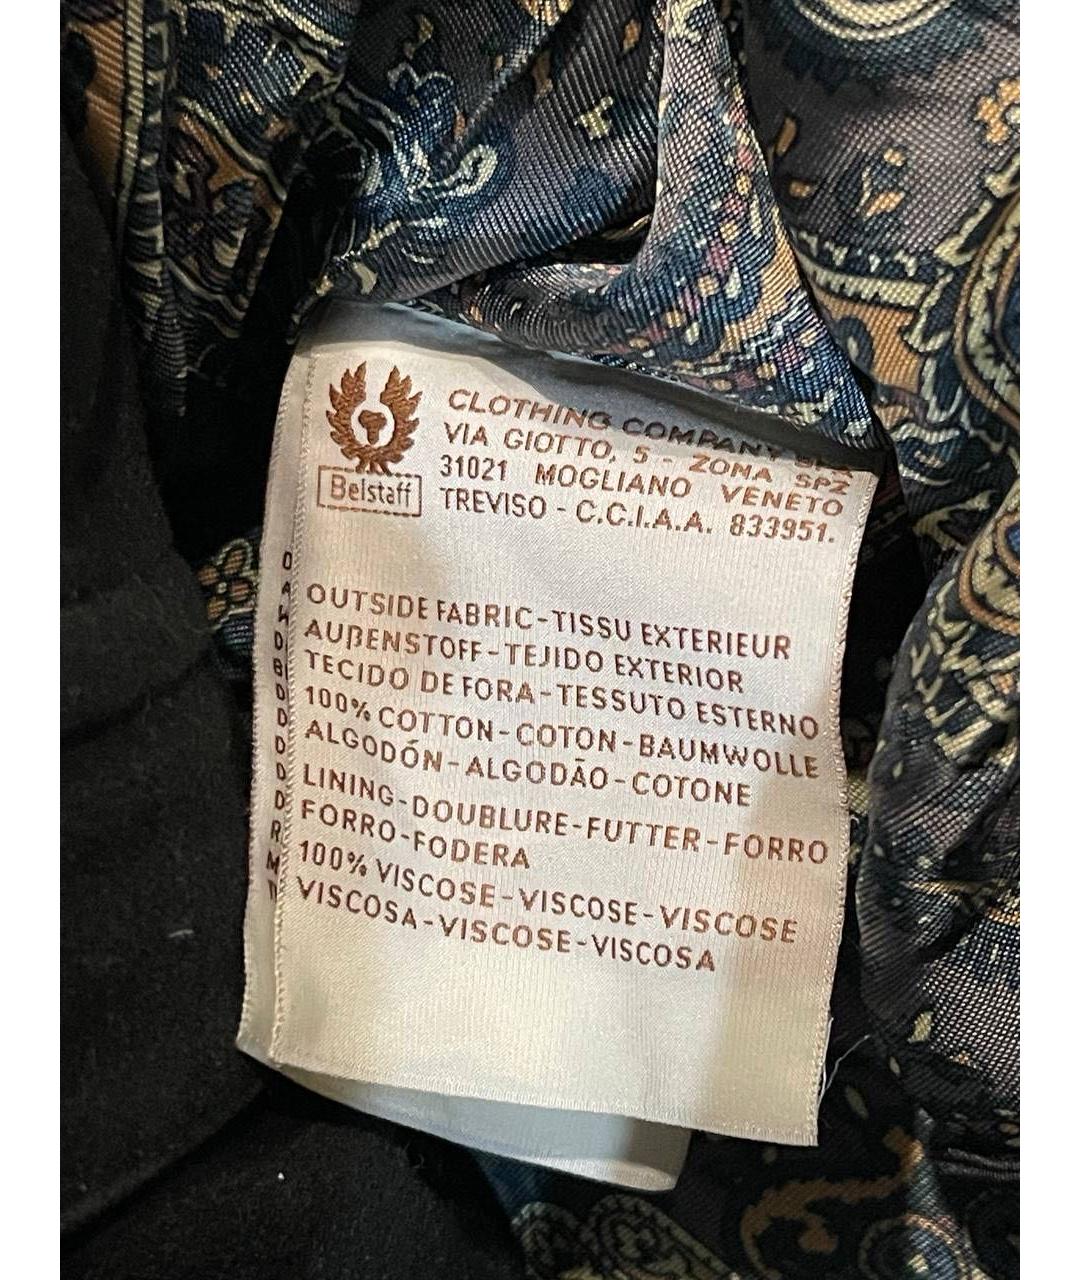 Belstaff
CLOTHING COMPANY
VIA GIOTTO, 5 - ZONA SPZ
31021 MOGLIANO VENETO
TREVISO - C.C.I.A.A. 833951.
OUTSIDE FABRIC-TISSU EXTERIEUR
AUßENSTOFF-TEJIDO EXTERIOR
TECIDO DE FORA-TESSUTO ESTERNO
100% COTTON-COTON-BAUMWOLLE
ALGODÓN-ALGODÃO-COTONE
LINING-DOUBLURE-FUTTER-FORRO
FORRO-FODERA
100% VISCOSE-VISCOSE-VISCOSE
VISCOSA-VISCOSE-VISCOSA